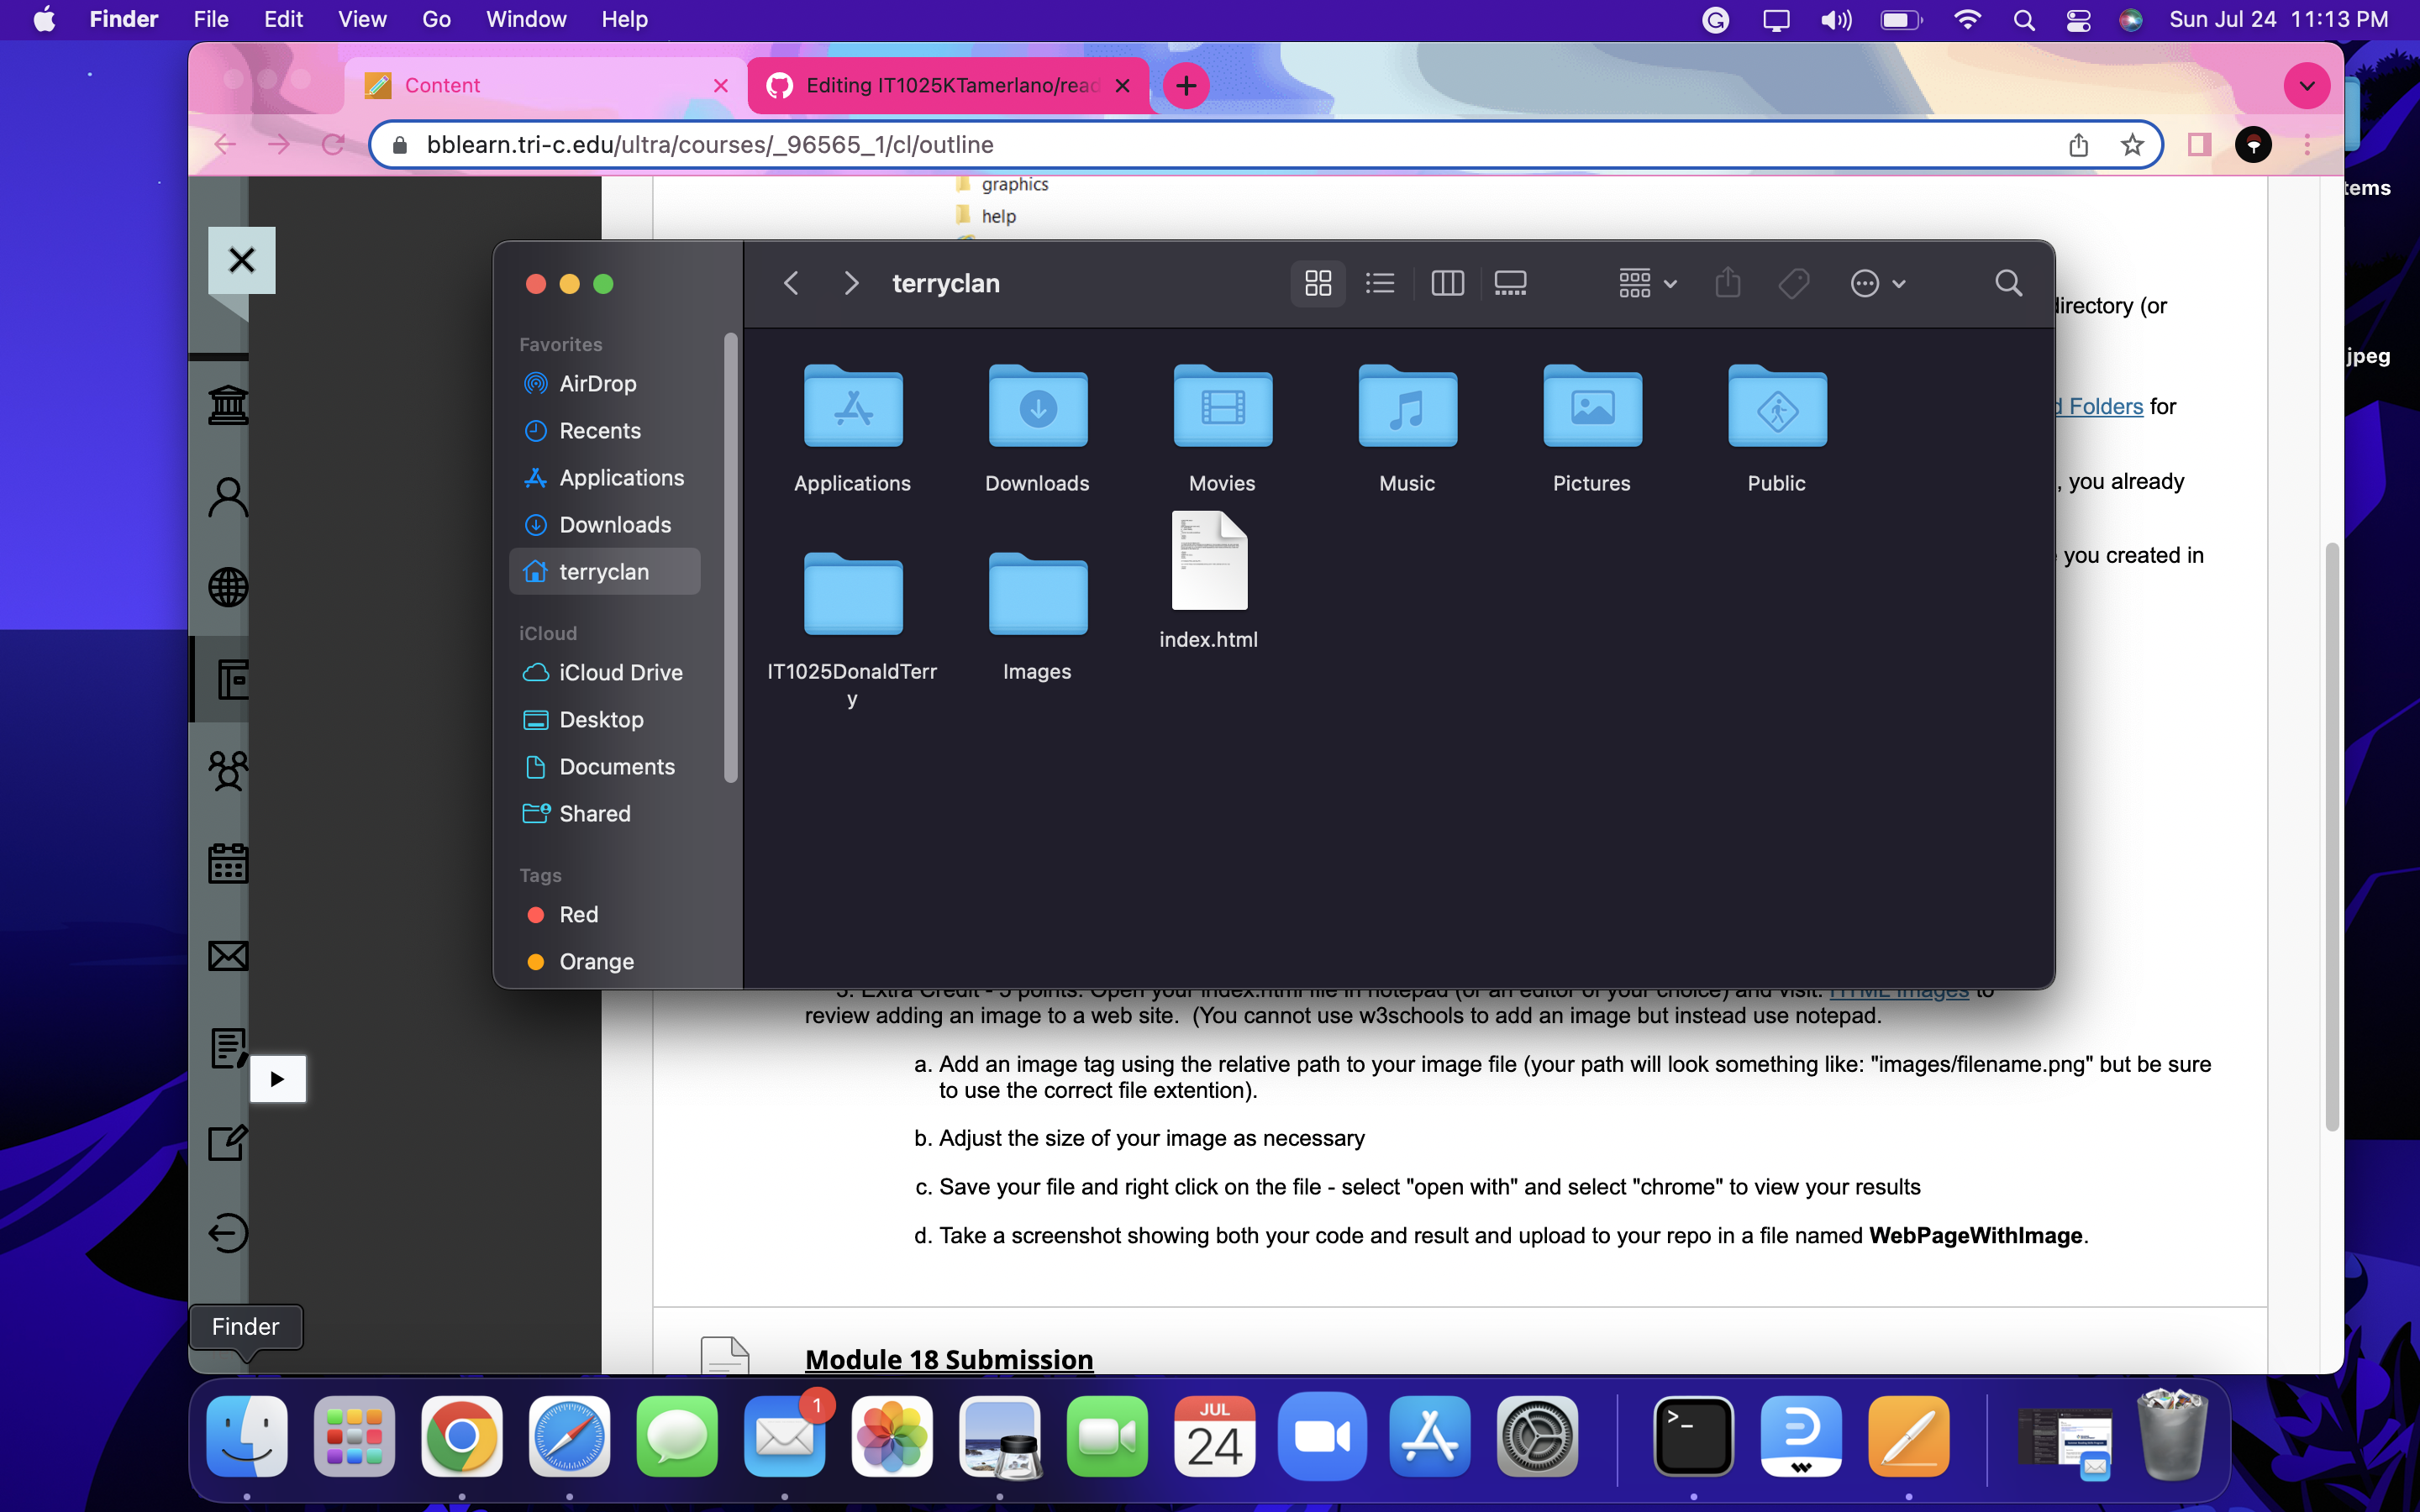 Finder File Edit View Go Window Help Sun Jul 24 11:13 PM
Content Editing IT1025KTamerlano/read
bblearn.tri-c.edu/ultra/courses/_96565_1/cl/outline
graphics
help
tems
terryclan
directory (or
Favorites
jpeg
AirDrop
d Folders for
Recents
Applications
Applications Downloads Movies Music Pictures Public
, you already
Downloads
you created in
terryclan
index.html
iCloud
iCloud Drive
IT1025DonaldTerr
y
Images
Desktop
Documents
Shared
Tags
Red
Orange
5. Extra Credit - 5 points. Open your index.html file in notepad (or an editor of your choice) and visit: HTML Images to
review adding an image to a web site. (You cannot use w3schools to add an image but instead use notepad.
a. Add an image tag using the relative path to your image file (your path will look something like: "images/filename.png" but be sure
to use the correct file extention).
b. Adjust the size of your image as necessary
c. Save your file and right click on the file - select "open with" and select "chrome" to view your results
d. Take a screenshot showing both your code and result and upload to your repo in a file named WebPageWithImage.
Finder
Module 18 Submission
1
JUL
24